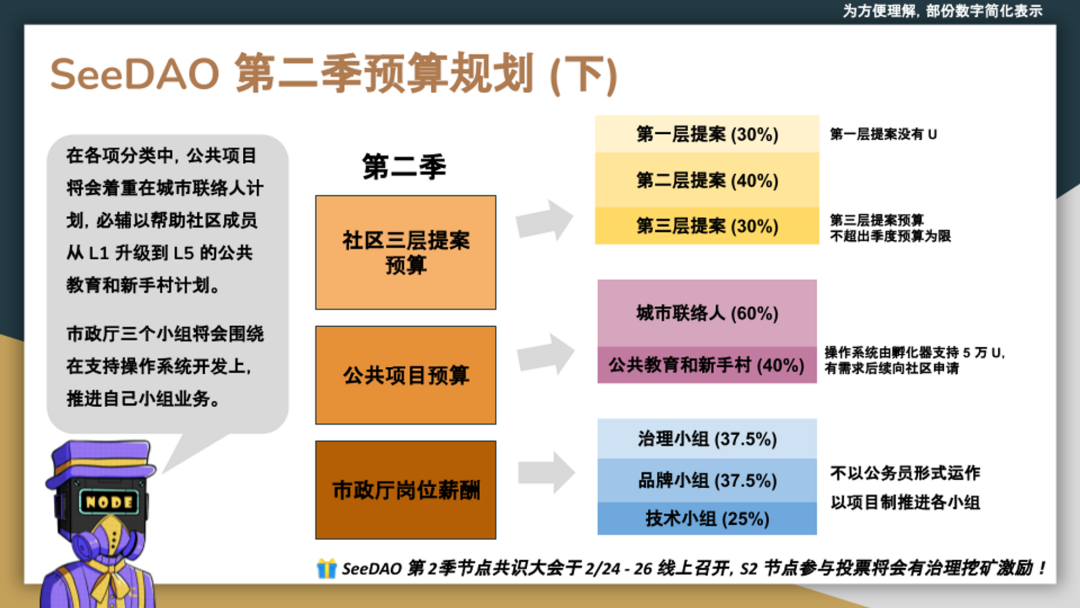 为方便理解, 部份数字简化表示
SeeDAO 第二季预算规划 (下)
在各项分类中, 公共项目
将会着重在城市联络人计
划, 必辅以帮助社区成员
从 L1 升级到 L5 的公共
教育和新手村计划。
市政厅三个小组将会围绕
在支持操作系统开发上,
推进自己小组业务。
NODE
第二季
社区三层提案
预算
第一层提案 (30%)
第一层提案没有 U
第二层提案 (40%)
第三层提案 (30%)
第三层提案预算
不超出季度预算为限
公共项目预算
城市联络人 (60%)
公共教育和新手村 (40%)
操作系统由孵化器支持 5 万 U,
有需求后续向社区申请
市政厅岗位薪酬
治理小组 (37.5%)
品牌小组 (37.5%)
技术小组 (25%)
不以公务员形式运作
以项目制推进各小组
SeeDAO 第2季节点共识大会于 2/24 - 26 线上召开, S2 节点参与投票将会有治理挖矿激励！